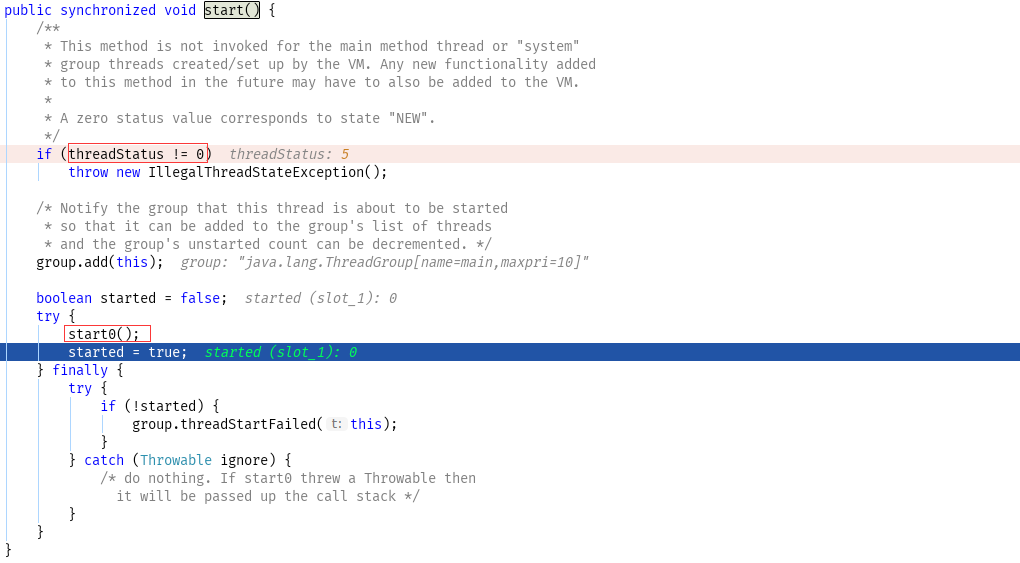 public synchronized void start() {
    /**
     * This method is not invoked for the main method thread or "system"
     * group threads created/set up by the VM. Any new functionality added
     * to this method in the future may have to also be added to the VM.
     *
     * A zero status value corresponds to state "NEW".
     */
    if (threadStatus != 0)  threadStatus: 5
        throw new IllegalThreadStateException();

    /* Notify the group that this thread is about to be started
     * so that it can be added to the group's list of threads
     * and the group's unstarted count can be decremented. */
    group.add(this);  group: "java.lang.ThreadGroup[name=main,maxpri=10]"

    boolean started = false;  started (slot_1): 0
    try {
        start0();
        started = true;  started (slot_1): 0
    } finally {
        try {
            if (!started) {
                group.threadStartFailed( t: this);
            }
        } catch (Throwable ignore) {
            /* do nothing. If start0 threw a Throwable then
              it will be passed up the call stack */
        }
    }
}